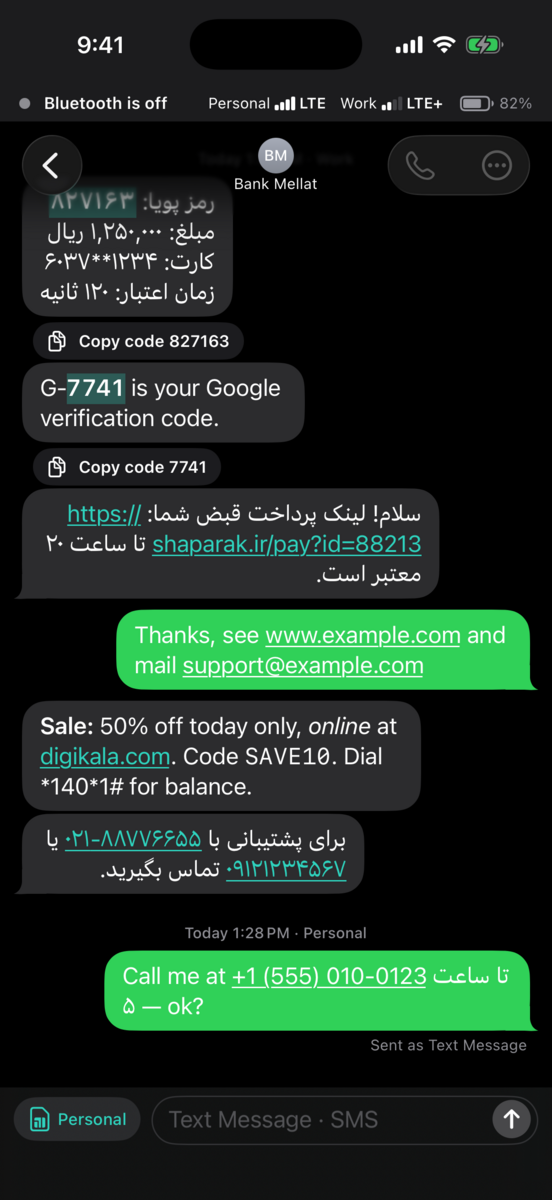 9:41
Bluetooth is off
Personal LTE Work LTE+ 82%
BM
Bank Mellat
رمز پویا: ۸۲۷۱۶۳
مبلغ: ۱,۲۵۰,۰۰۰ ریال
کارت: ۶۰۳۷**۱۲۳۴
زمان اعتبار: ۱۲۰ ثانیه
Copy code 827163
G-7741 is your Google
verification code.
Copy code 7741
سلام! لینک پرداخت قبض شما: https://
shaparak.ir/pay?id=88213 تا ساعت ۲۰
معتبر است.
Thanks, see www.example.com and
mail support@example.com
Sale: 50% off today only, online at
digikala.com. Code SAVE10. Dial
*140*1# for balance.
برای پشتیبانی با ۰۲۱-۸۸۷۷۶۶۵۵ یا
۰۹۱۲۱۲۳۴۵۶۷ تماس بگیرید.
Today 1:28 PM · Personal
Call me at +1 (555) 010-0123 تا ساعت
۵ — ok?
Sent as Text Message
Personal
Text Message · SMS